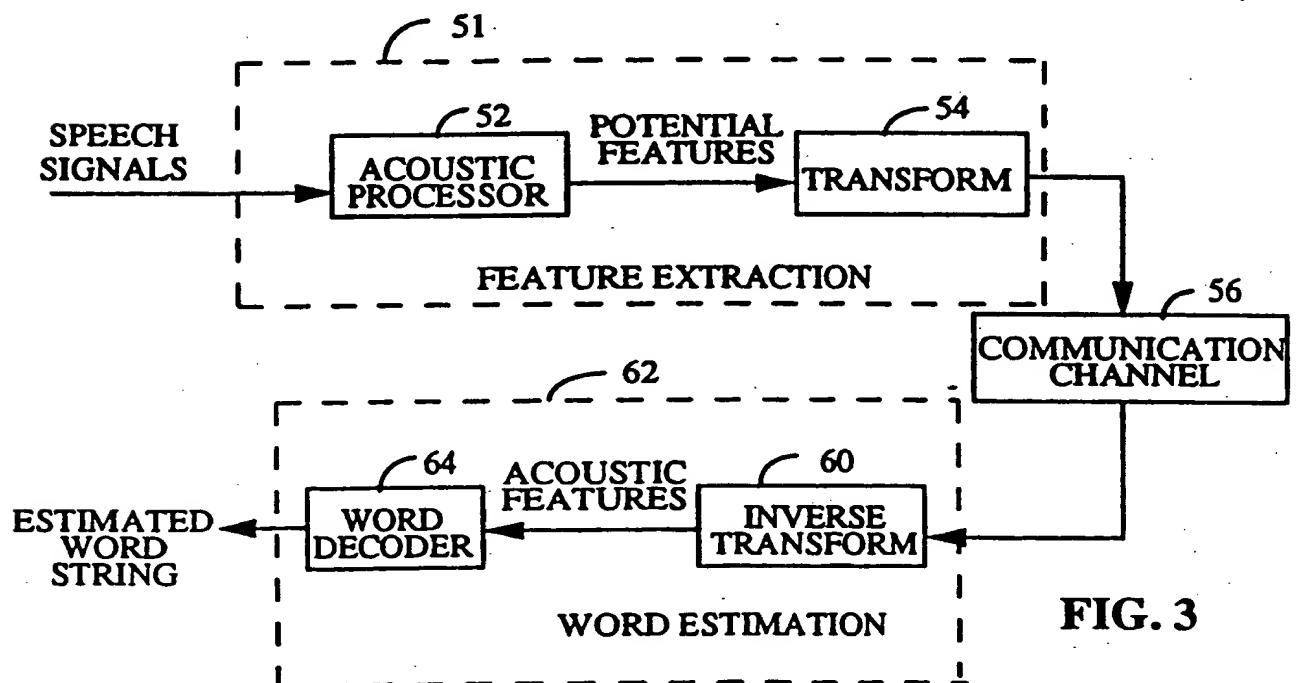 51
SPEECH
SIGNALS
52
ACOUSTIC
PROCESSOR
POTENTIAL
FEATURES
54
TRANSFORM
FEATURE EXTRACTION
56
COMMUNICATION
CHANNEL
62
64
WORD
DECODER
ACOUSTIC
FEATURES
60
INVERSE
TRANSFORM
ESTIMATED
WORD
STRING
WORD ESTIMATION
FIG. 3